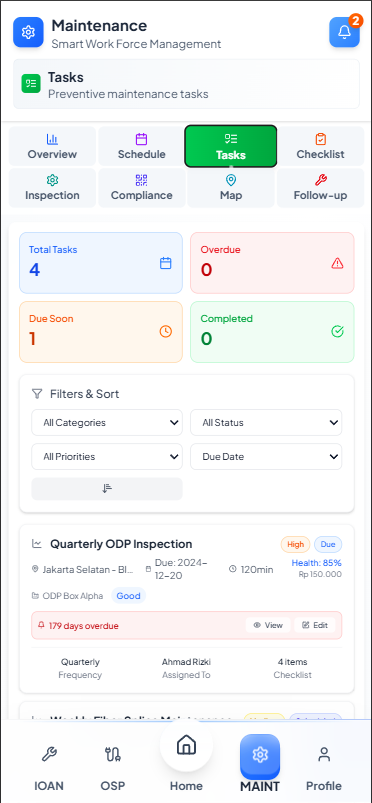 Maintenance
Smart Work Force Management
2
Tasks
Preventive maintenance tasks
Overview
Schedule
Tasks
Checklist
Inspection
Compliance
Map
Follow-up
Total Tasks
4
Overdue
0
Due Soon
1
Completed
0
Filters & Sort
All Categories
All Status
All Priorities
Due Date
Quarterly ODP Inspection
High
Due
Jakarta Selatan - Bl...
Due: 2024-
12-20
120min
Health: 85%
Rp 150.000
ODP Box Alpha
Good
179 days overdue
View
Edit
Quarterly
Frequency
Ahmad Rizki
Assigned To
4 items
Checklist
IOAN
OSP
Home
MAINT
Profile